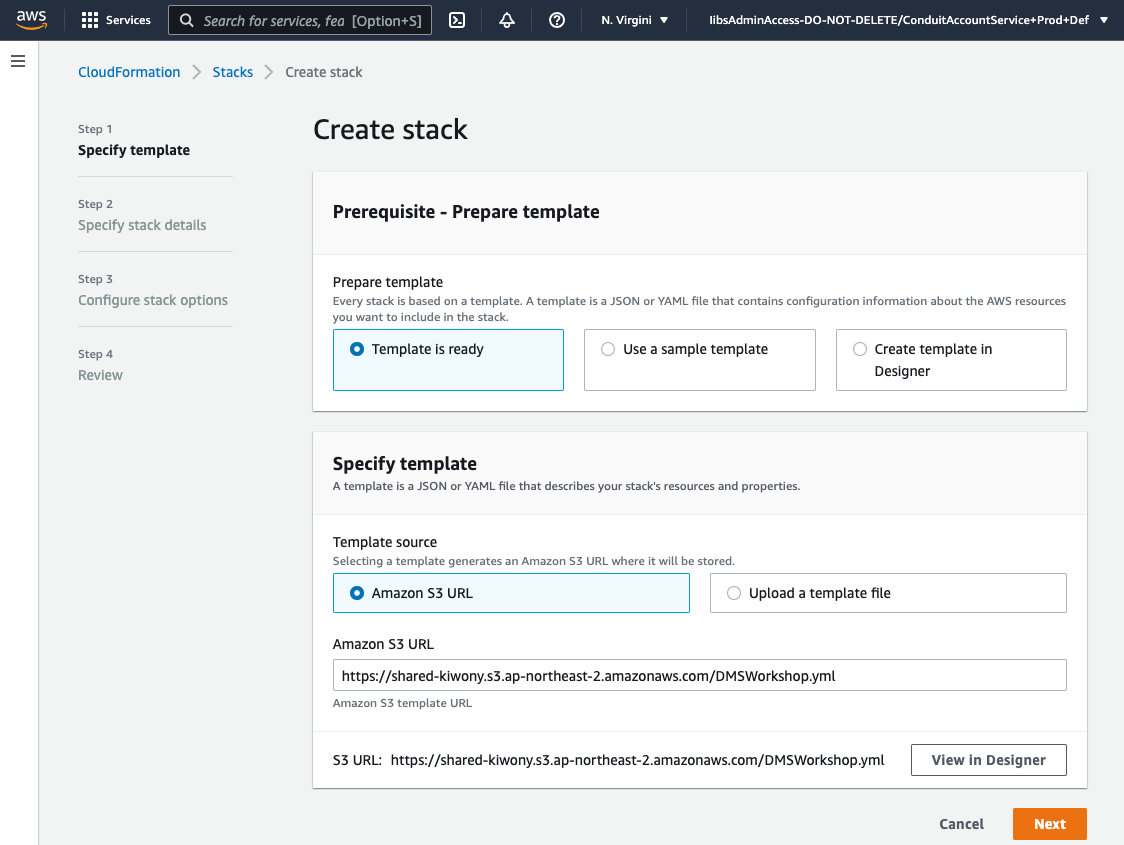 aws
Services
Search for services, fea [Option+S]
N. Virgini
IibsAdminAccess-DO-NOT-DELETE/ConduitAccountService+Prod+Def
CloudFormation
Stacks
Create stack
Step 1
Specify template
Step 2
Specify stack details
Step 3
Configure stack options
Step 4
Review
Create stack
Prerequisite - Prepare template
Prepare template
Every stack is based on a template. A template is a JSON or YAML file that contains configuration information about the AWS resources
you want to include in the stack.
Template is ready
Use a sample template
Create template in
Designer
Specify template
A template is a JSON or YAML file that describes your stack's resources and properties.
Template source
Selecting a template generates an Amazon S3 URL where it will be stored.
Amazon S3 URL
Upload a template file
Amazon S3 URL
https://shared-kiwony.s3.ap-northeast-2.amazonaws.com/DMSWorkshop.yml
Amazon S3 template URL
S3 URL: https://shared-kiwony.s3.ap-northeast-2.amazonaws.com/DMSWorkshop.yml
View in Designer
Cancel
Next